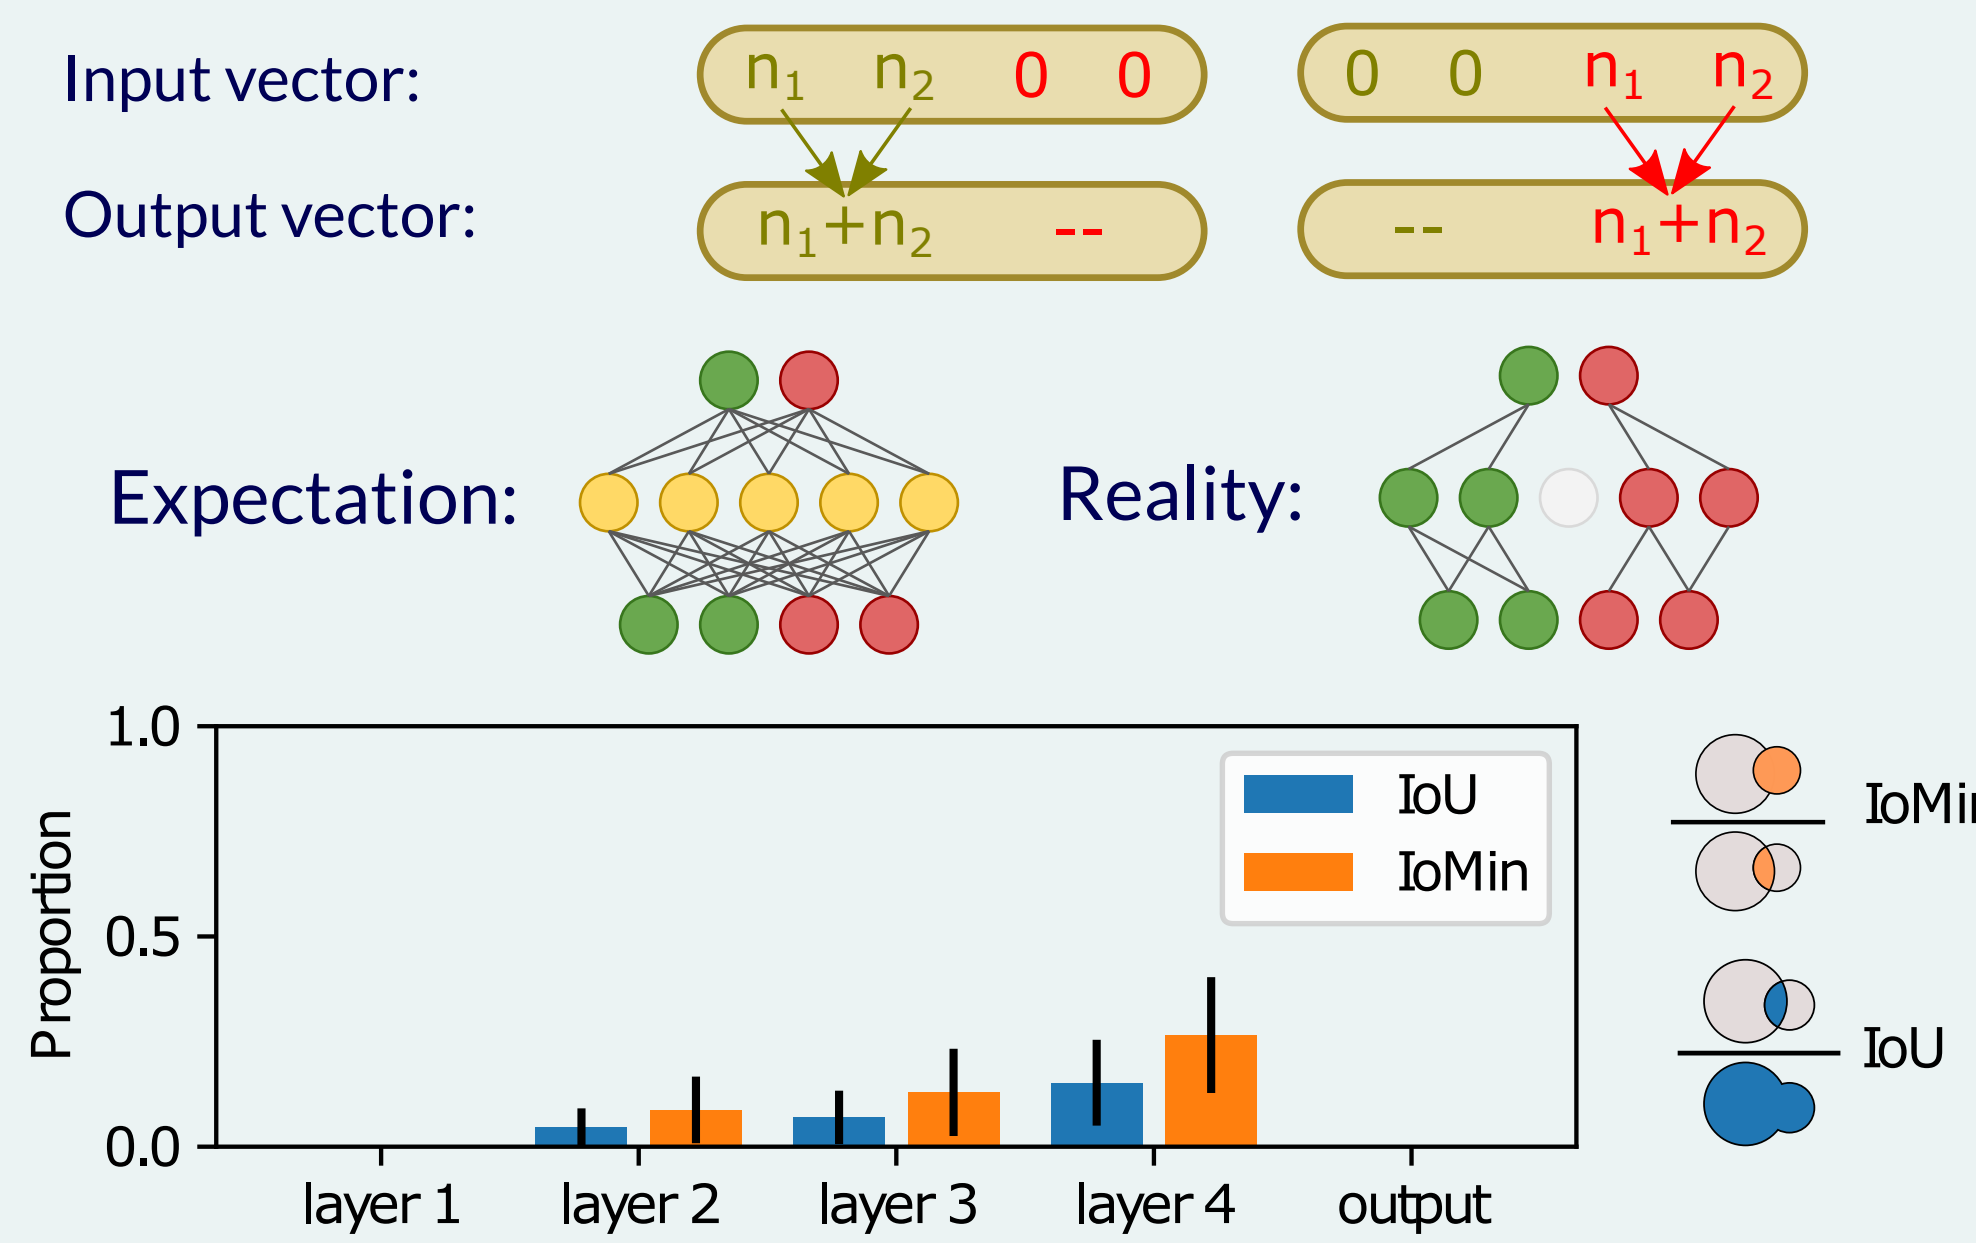 Input vector:
n₁ n₂ 0 0
0 0 n₁ n₂
Output vector:
n₁+n₂ --
-- n₁+n₂
Expectation:
Reality:
1.0
0.5
0.0
Proportion
IoU
IoMin
layer 1
layer 2
layer 3
layer 4
output
IoMin
IoU